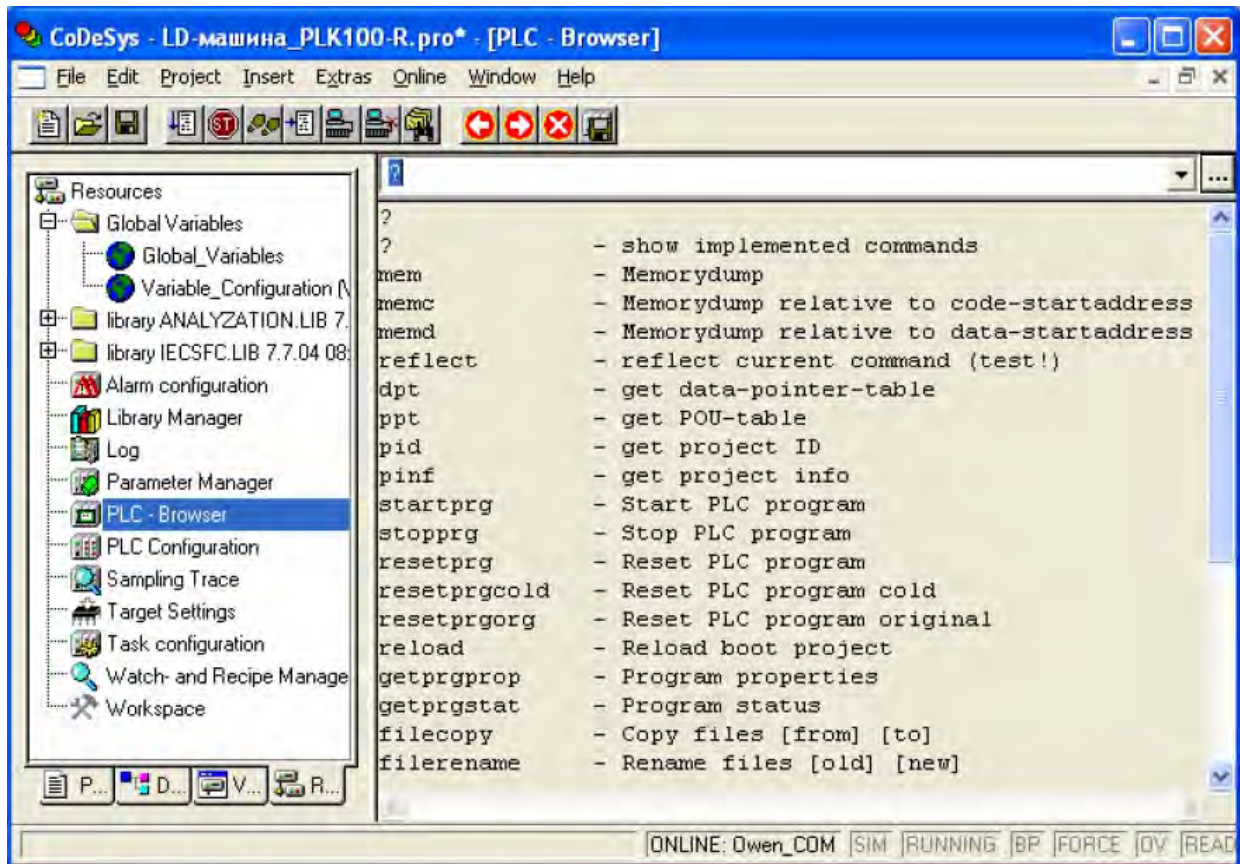 CoDeSys - LD-машина_PLK100-R.pro* - [PLC - Browser]
File Edit Project Insert Extras Online Window Help
?
...
Resources
Global Variables
Global_Variables
Variable_Configuration (V
library ANALYZATION.LIB 7.
library IECSFC.LIB 7.7.04 08:
Alarm configuration
Library Manager
Log
Parameter Manager
PLC - Browser
PLC Configuration
Sampling Trace
Target Settings
Task configuration
Watch- and Recipe Manage
Workspace
P... D... V... R...
?
? - show implemented commands
mem - Memorydump
memc - Memorydump relative to code-startaddress
memd - Memorydump relative to data-startaddress
reflect - reflect current command (test!)
dpt - get data-pointer-table
ppt - get POU-table
pid - get project ID
pinf - get project info
startprg - Start PLC program
stopprg - Stop PLC program
resetprg - Reset PLC program
resetprgcold - Reset PLC program cold
resetprgorg - Reset PLC program original
reload - Reload boot project
getprgprop - Program properties
getprgstat - Program status
filecopy - Copy files [from] [to]
filerename - Rename files [old] [new]
ONLINE: Owen_COM SIM RUNNING BP FORCE OV READ